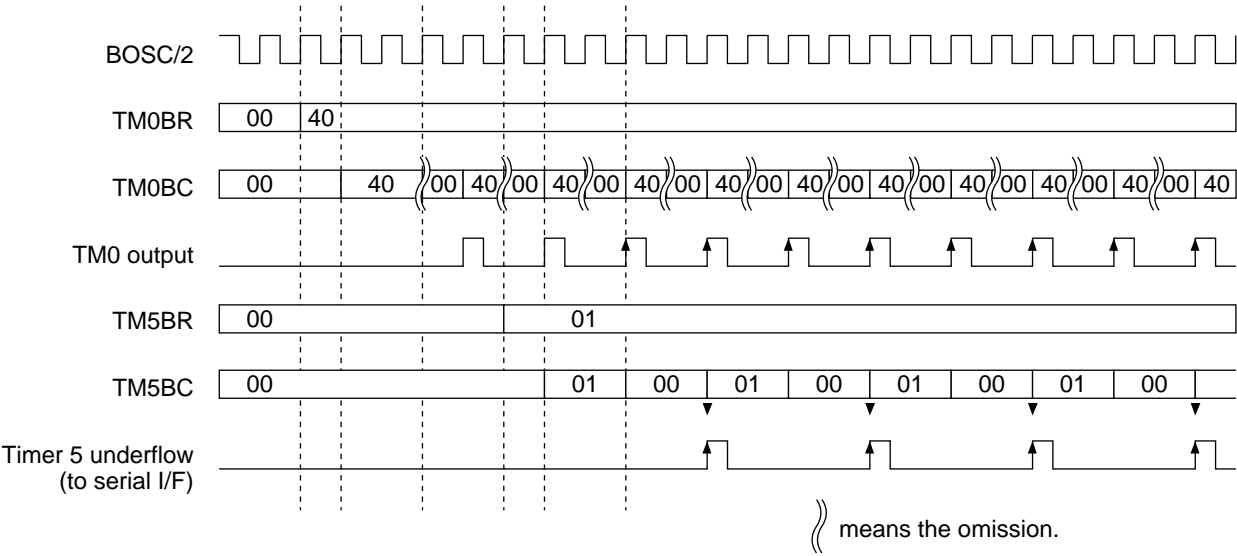 BOSC/2
TM0BR 00 40
TM0BC 00 40 00 40 00 40 00 40 00 40 00 40 00 40 00 40 00 40 00 40 00 40
TM0 output
TM5BR 00 01
TM5BC 00 01 00 01 00 01 00 01 00
Timer 5 underflow
(to serial I/F)
means the omission.